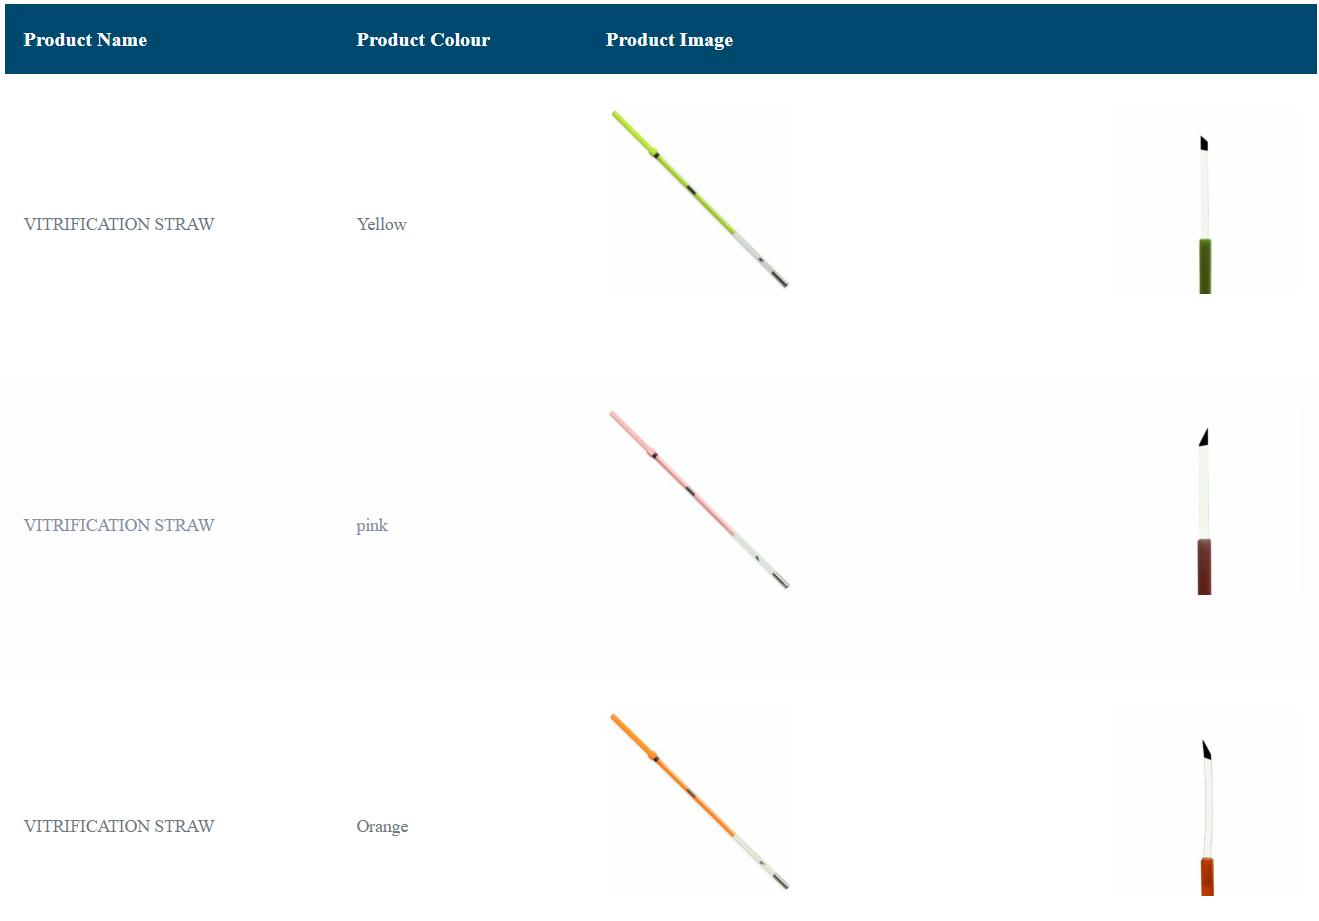 Product Name Product Colour Product Image
VITRIFICATION STRAW Yellow
VITRIFICATION STRAW pink
VITRIFICATION STRAW Orange